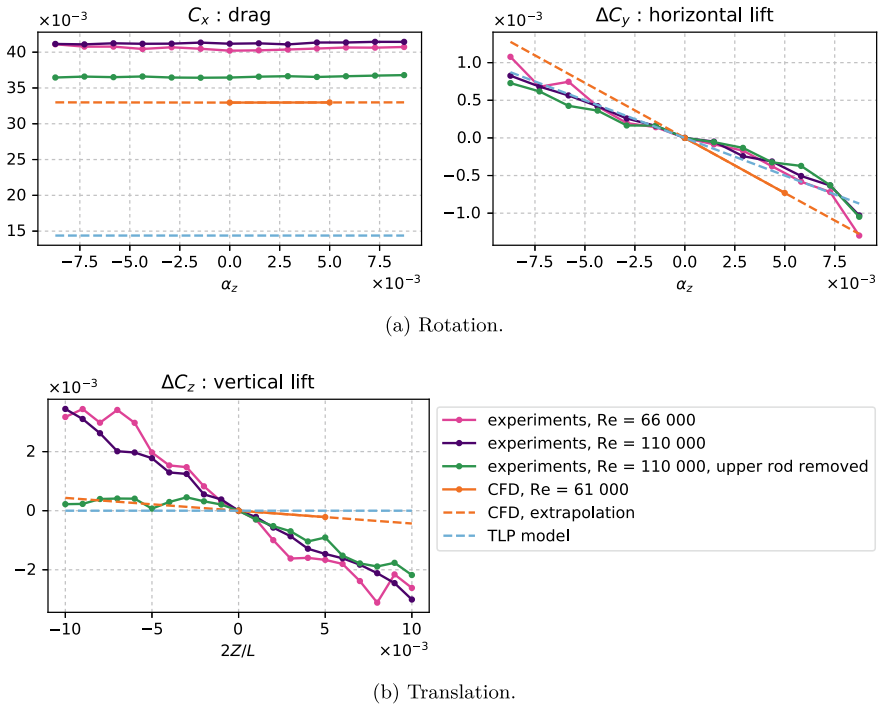 C_x : drag
×10⁻³
40
35
30
25
20
15
−7.5 −5.0 −2.5 0.0 2.5 5.0 7.5
α_z ×10⁻³
ΔC_y : horizontal lift
×10⁻³
1.0
0.5
0.0
−0.5
−1.0
−7.5 −5.0 −2.5 0.0 2.5 5.0 7.5
α_z ×10⁻³
(a) Rotation.
ΔC_z : vertical lift
×10⁻³
2
0
−2
−10 −5 0 5 10
2Z/L ×10⁻³
experiments, Re = 66 000
experiments, Re = 110 000
experiments, Re = 110 000, upper rod removed
CFD, Re = 61 000
CFD, extrapolation
TLP model
(b) Translation.